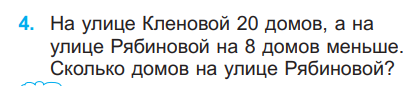 4. На улице Кленовой 20 домов, а на
улице Рябиновой на 8 домов меньше.
Сколько домов на улице Рябиновой?